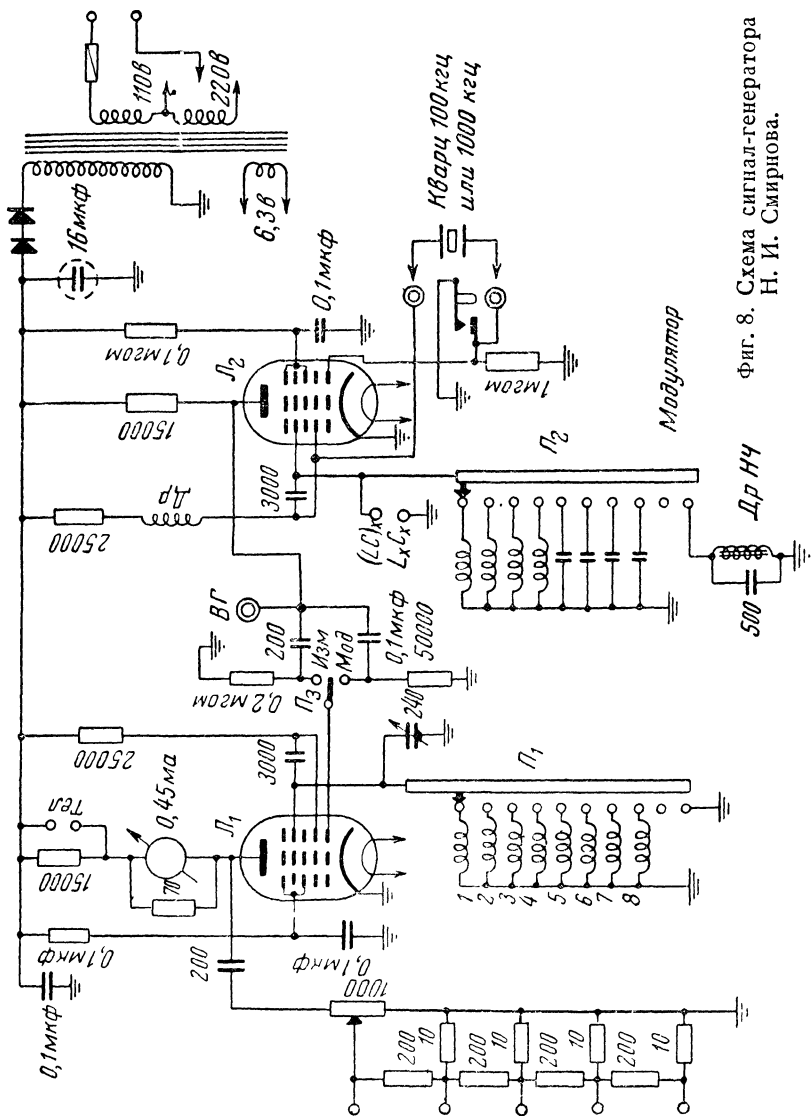 110в
220в
6,3в
16мкф
0,1мгом
0,1мкф
Кварц 100кгц
или 1000 кгц
15000
Л2
1мгом
25000
Др
3000
(LC)x
LxCx
П2
Модулятор
Др НЧ
500
ВГ
200
0,2мгом
Изм
П3
Мод
0,1мкф
50000
240
25000
3000
П1
Тел
0,45ма
15000
70
Л1
0,1мкф
0,1мкф
0,1мкф
200
1000
1
2
3
4
5
6
7
8
200
10
200
10
200
10
200
10
Фиг. 8. Схема сигнал-генератора
Н. И. Смирнова.